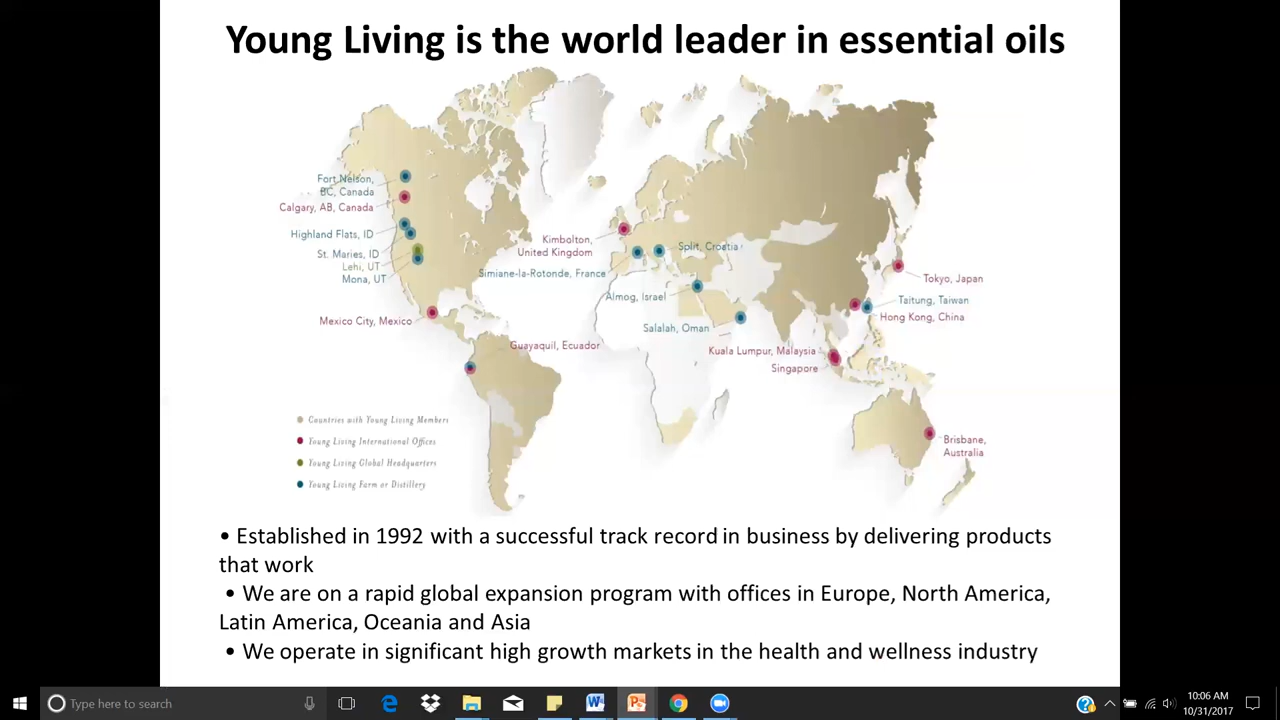 Young Living is the world leader in essential oils
Fort Nelson,
BC, Canada
Calgary, AB, Canada
Highland Flats, ID
St. Maries, ID
Lehi, UT
Mona, UT
Mexico City, Mexico
Guayaquil, Ecuador
Kimbolton,
United Kingdom
Split, Croatia
Simiane-la-Rotonde, France
Almog, Israel
Salalah, Oman
Tokyo, Japan
Taitung, Taiwan
Hong Kong, China
Kuala Lumpur, Malaysia
Singapore
Brisbane,
Australia
Countries with Young Living Members
Young Living International Offices
Young Living Global Headquarters
Young Living Farm or Distillery
• Established in 1992 with a successful track record in business by delivering products
that work
• We are on a rapid global expansion program with offices in Europe, North America,
Latin America, Oceania and Asia
• We operate in significant high growth markets in the health and wellness industry
Type here to search
10:06 AM
10/31/2017